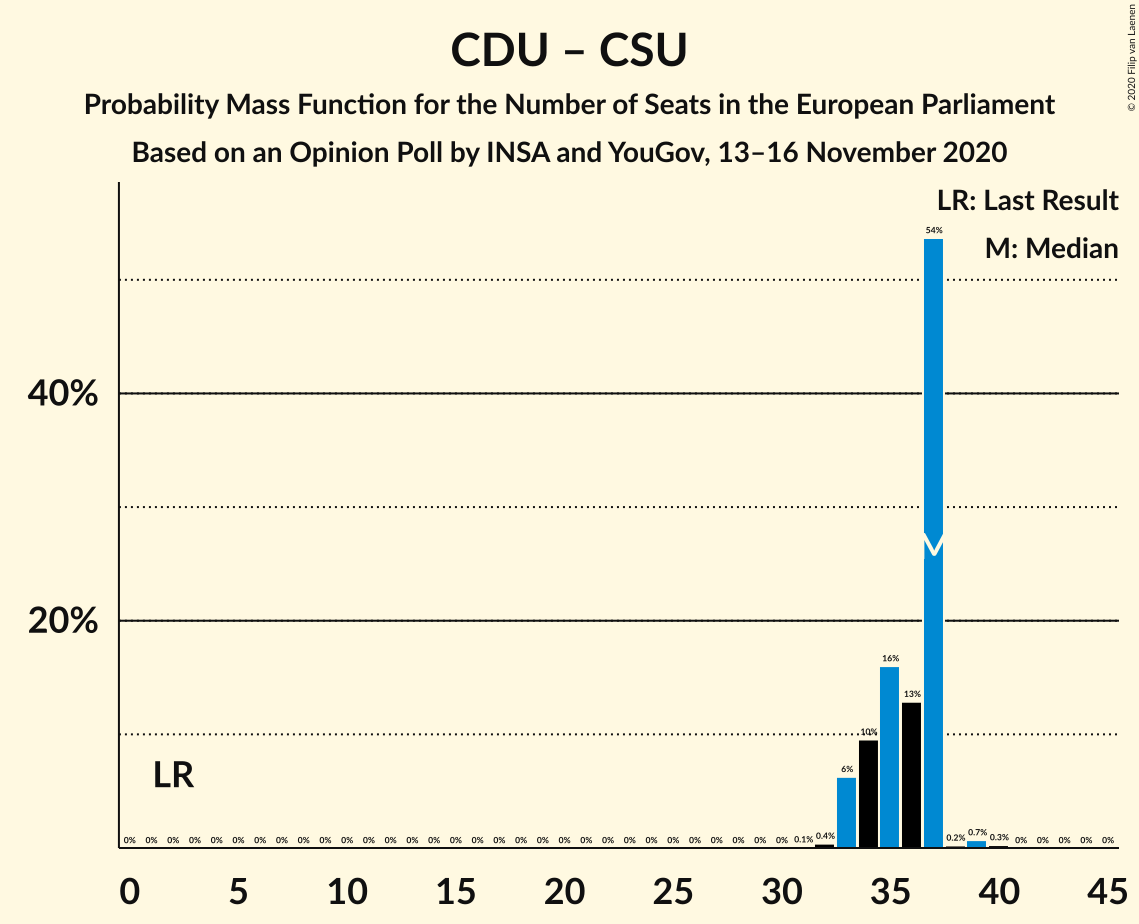 CDU – CSU
Probability Mass Function for the Number of Seats in the European Parliament
Based on an Opinion Poll by INSA and YouGov, 13–16 November 2020
© 2020 Filip van Laenen
LR: Last Result
M: Median
54%
40%
20%
16%
13%
10%
6%
LR
0% 0% 0% 0% 0% 0% 0% 0% 0% 0% 0% 0% 0% 0% 0% 0% 0% 0% 0% 0% 0% 0% 0% 0% 0% 0% 0% 0% 0% 0% 0% 0.1% 0.4% 0.2% 0.7% 0.3% 0% 0% 0% 0% 0%
0 5 10 15 20 25 30 35 40 45